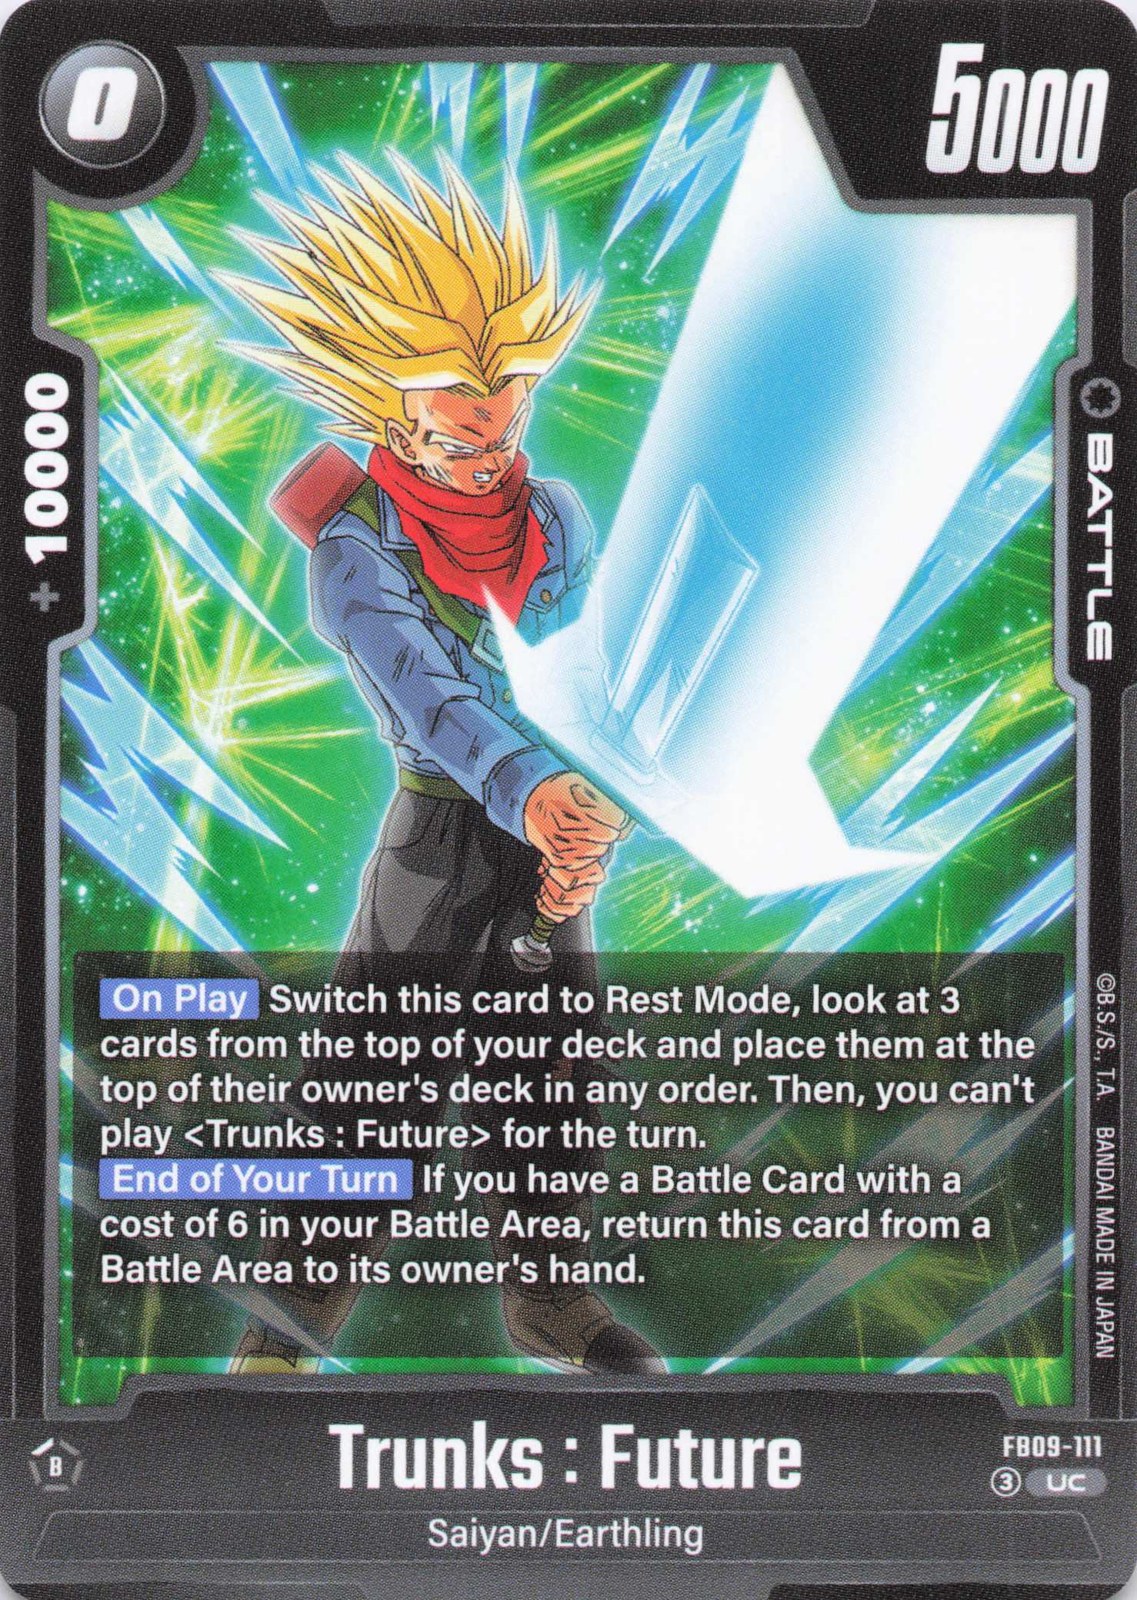 0
5000
+ 10000
BATTLE
On Play Switch this card to Rest Mode, look at 3
cards from the top of your deck and place them at the
top of their owner's deck in any order. Then, you can't
play <Trunks : Future> for the turn.
End of Your Turn If you have a Battle Card with a
cost of 6 in your Battle Area, return this card from a
Battle Area to its owner's hand.
©B.S./S., T.A. BANDAI MADE IN JAPAN
B
Trunks : Future
FB09-111
3 UC
Saiyan/Earthling